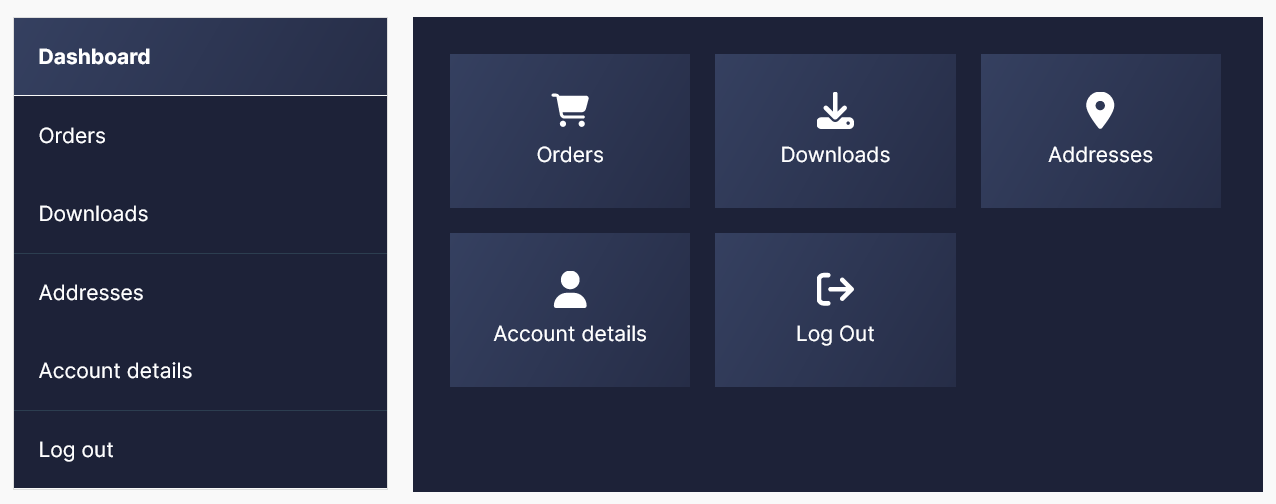 Dashboard
Orders
Downloads
Addresses
Account details
Log out
Orders
Downloads
Addresses
Account details
Log Out